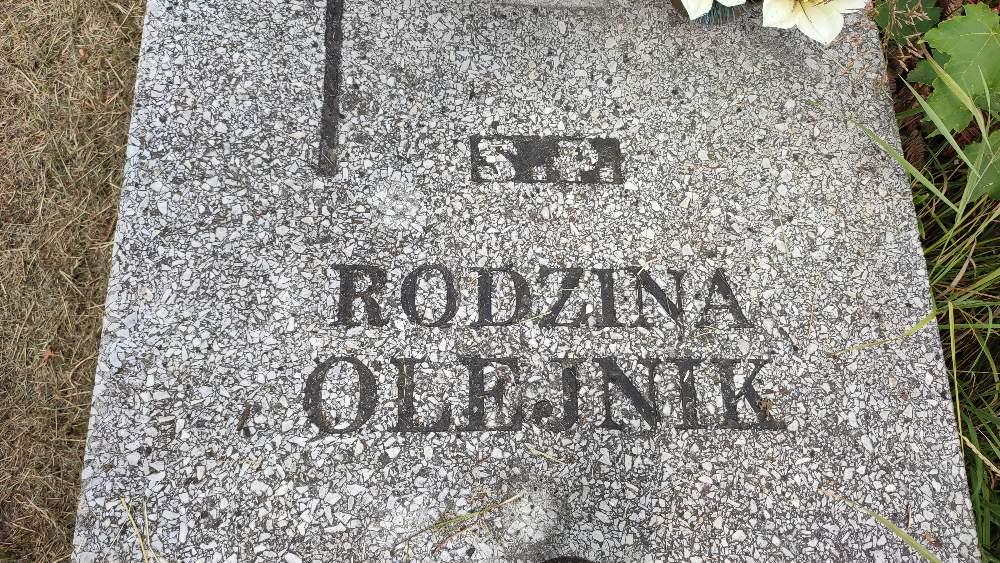 Ś.P.
RODZINA
OLEJNIK